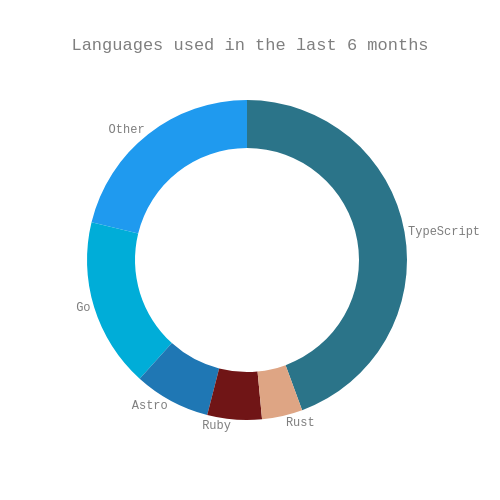 Languages used in the last 6 months
Other
TypeScript
Go
Astro
Ruby
Rust